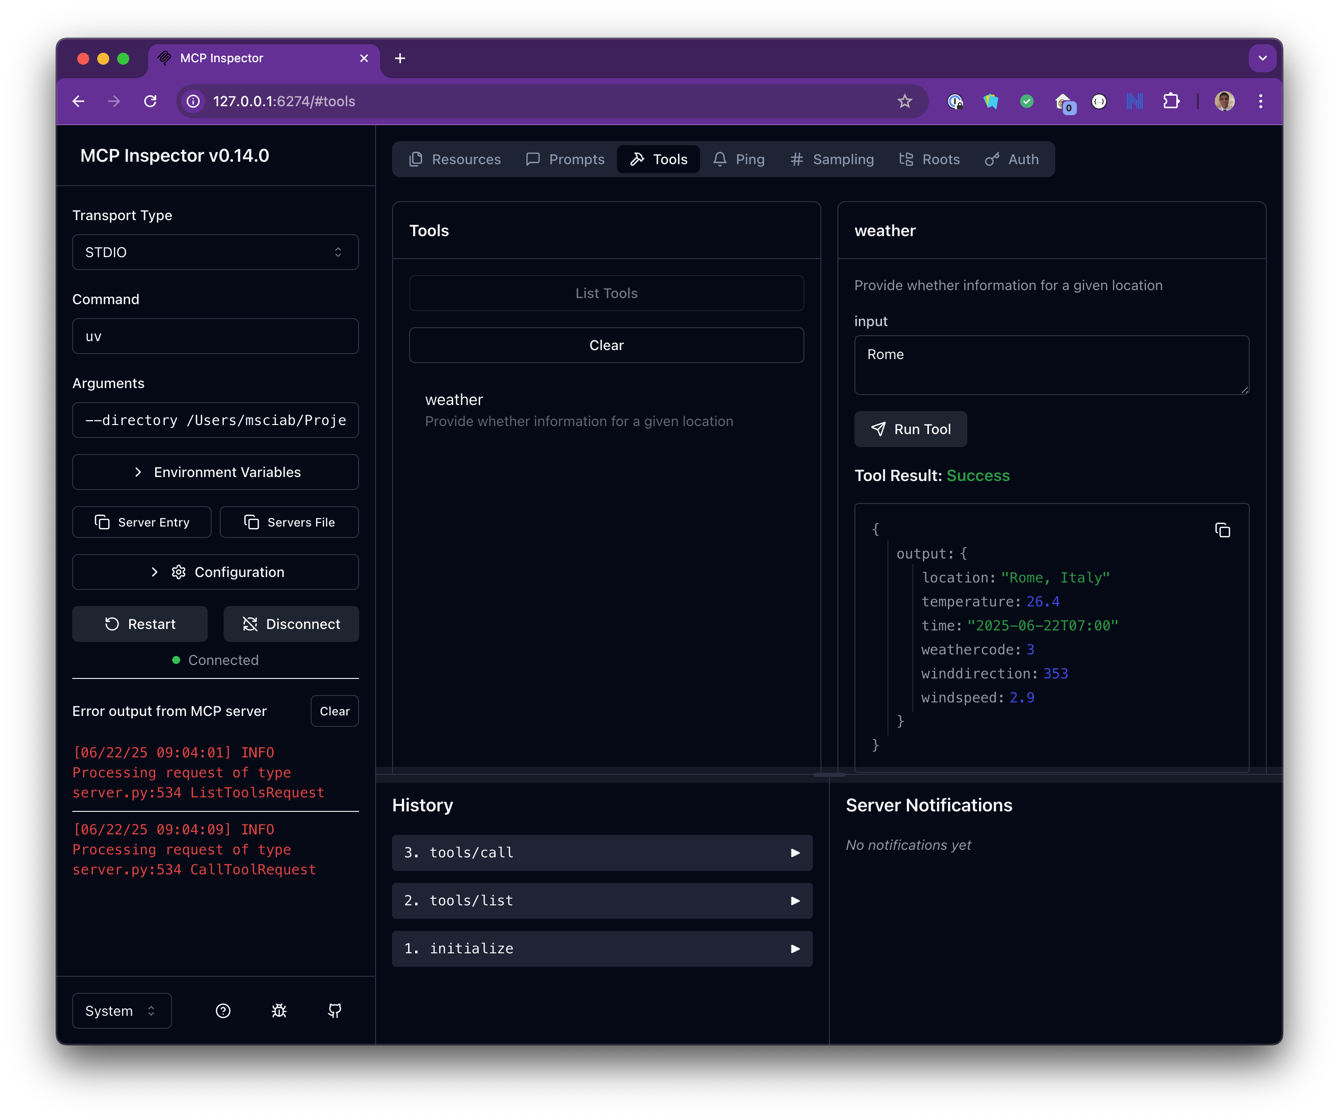 MCP Inspector
127.0.0.1:6274/#tools
0
MCP Inspector v0.14.0
Transport Type
STDIO
Command
uv
Arguments
--directory /Users/msciab/Proje
Environment Variables
Server Entry
Servers File
Configuration
Restart
Disconnect
Connected
Error output from MCP server
Clear
[06/22/25 09:04:01] INFO
Processing request of type
server.py:534 ListToolsRequest
[06/22/25 09:04:09] INFO
Processing request of type
server.py:534 CallToolRequest
System
Resources
Prompts
Tools
Ping
Sampling
Roots
Auth
Tools
List Tools
Clear
weather
Provide whether information for a given location
weather
Provide whether information for a given location
input
Rome
Run Tool
Tool Result: Success
{
output: {
location: "Rome, Italy"
temperature: 26.4
time: "2025-06-22T07:00"
weathercode: 3
winddirection: 353
windspeed: 2.9
}
}
History
3. tools/call
2. tools/list
1. initialize
Server Notifications
No notifications yet